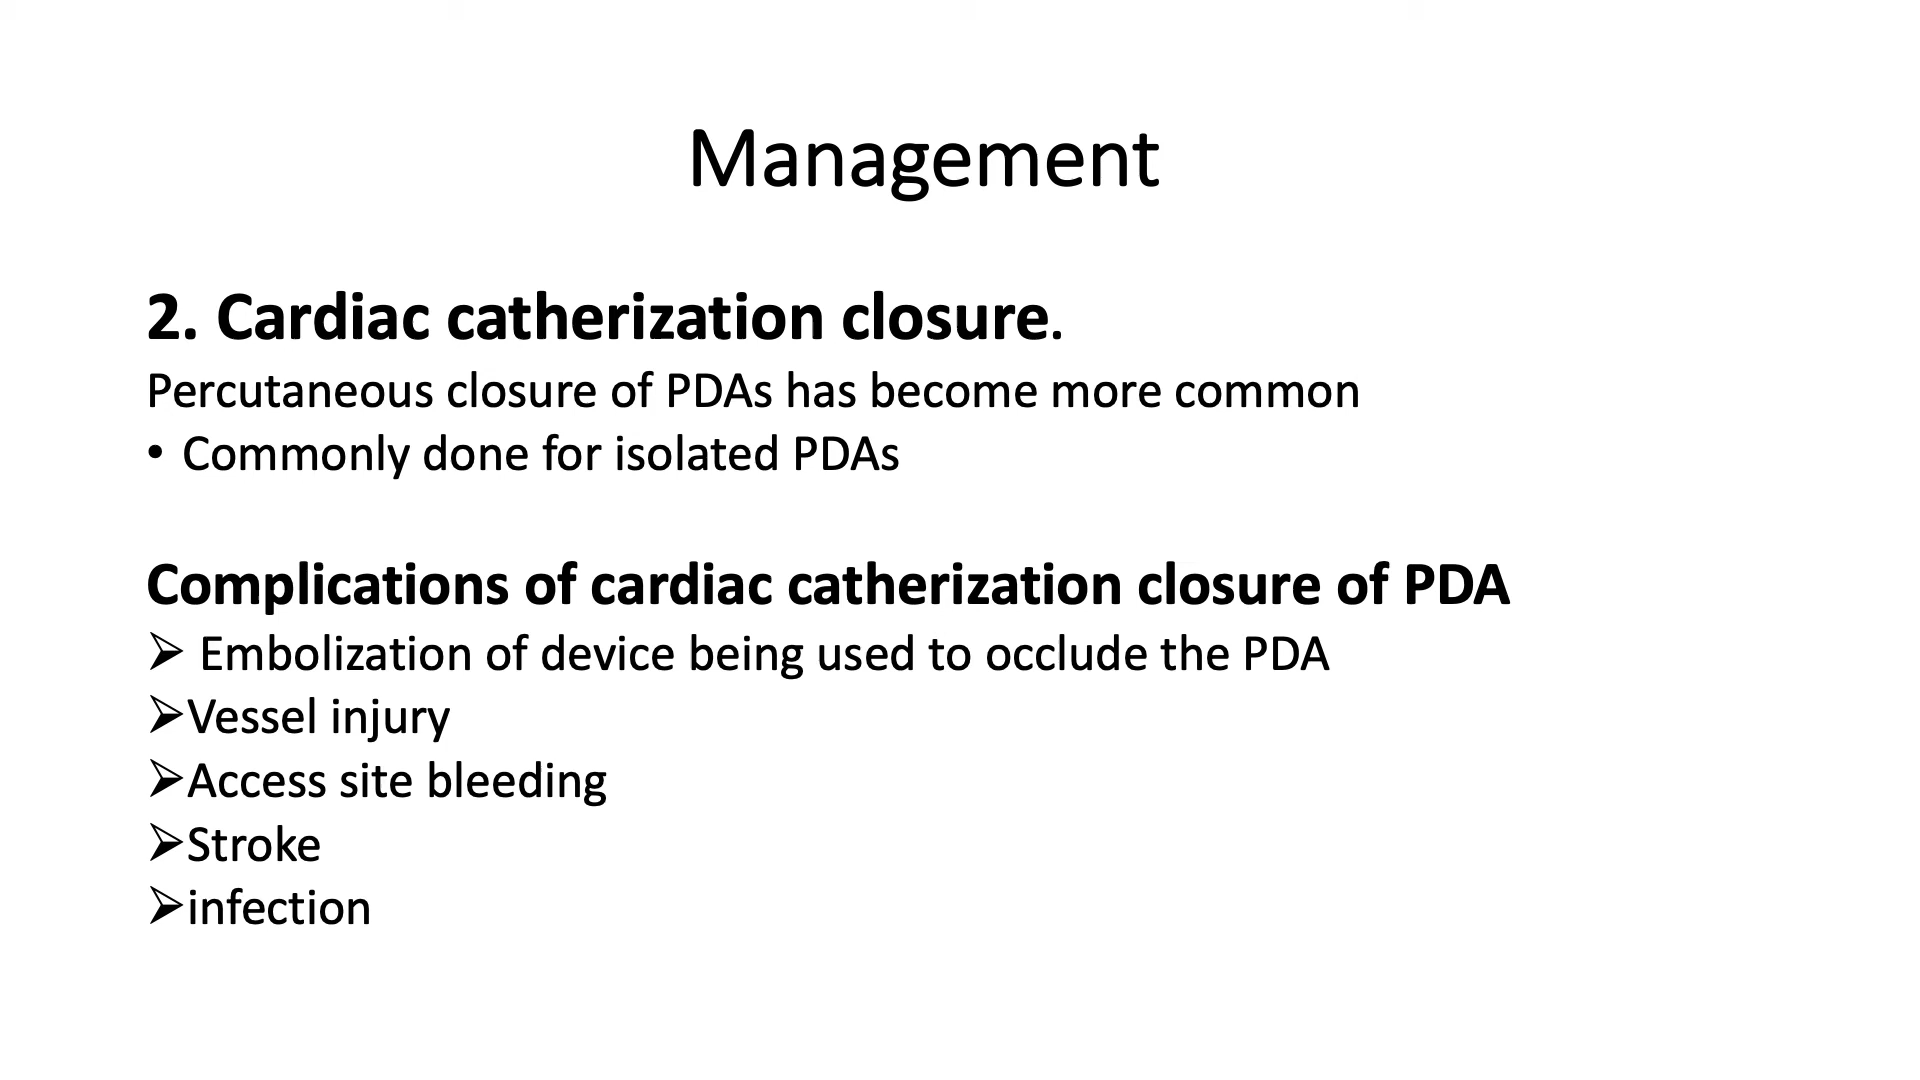 Management
2. Cardiac catherization closure.
Percutaneous closure of PDAs has become more common
• Commonly done for isolated PDAs
Complications of cardiac catherization closure of PDA
➢ Embolization of device being used to occlude the PDA
➢Vessel injury
➢Access site bleeding
➢Stroke
➢infection